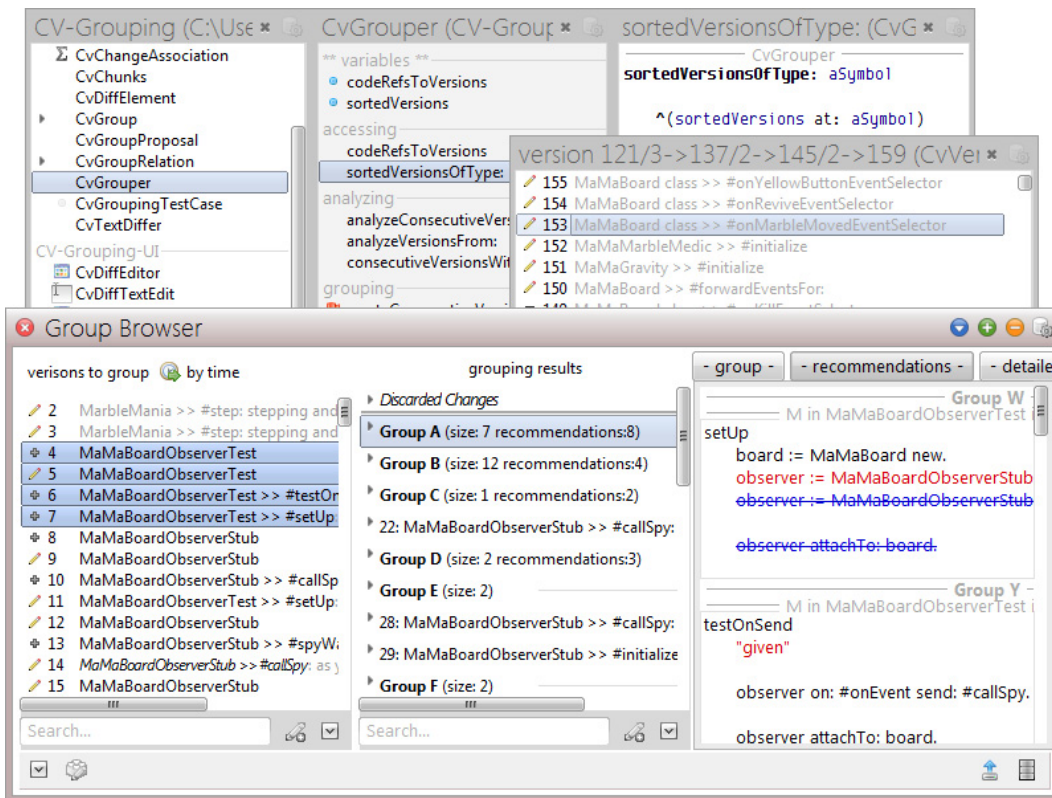 CV-Grouping (C:\Use
CvChangeAssociation
CvChunks
CvDiffElement
CvGroup
CvGroupProposal
CvGroupRelation
CvGrouper
CvGroupingTestCase
CvTextDiffer
CV-Grouping-UI
CvDiffEditor
CvDiffTextEdit
CvGrouper (CV-Group
** variables **
codeRefsToVersions
sortedVersions
accessing
codeRefsToVersions
sortedVersionsOfType:
analyzing
analyzeConsecutiveVers
analyzeVersionsFrom:
consecutiveVersionsWit
grouping
sortedVersionsOfType: (CvG
CvGrouper
sortedVersionsOfType: aSymbol
^(sortedVersions at: aSymbol)
version 121/3->137/2->145/2->159 (CvVer
155 MaMaBoard class >> #onYellowButtonEventSelector
154 MaMaBoard class >> #onReviveEventSelector
153 MaMaBoard class >> #onMarbleMovedEventSelector
152 MaMaMarbleMedic >> #initialize
151 MaMaGravity >> #initialize
150 MaMaBoard >> #forwardEventsFor:
Group Browser
verisons to group by time
2 MarbleMania >> #step: stepping and
3 MarbleMania >> #step: stepping and
4 MaMaBoardObserverTest
5 MaMaBoardObserverTest
6 MaMaBoardObserverTest >> #testOn
7 MaMaBoardObserverTest >> #setUp:
8 MaMaBoardObserverStub
9 MaMaBoardObserverStub
10 MaMaBoardObserverStub >> #callSp
11 MaMaBoardObserverTest >> #setUp:
12 MaMaBoardObserverStub
13 MaMaBoardObserverStub >> #spyWa
14 MaMaBoardObserverStub >> #callSpy: as y
15 MaMaBoardObserverStub
Search...
grouping results
Discarded Changes
Group A (size: 7 recommendations:8)
Group B (size: 12 recommendations:4)
Group C (size: 1 recommendations:2)
22: MaMaBoardObserverStub >> #callSpy:
Group D (size: 2 recommendations:3)
Group E (size: 2)
28: MaMaBoardObserverStub >> #callSpy:
29: MaMaBoardObserverStub >> #initialize
Group F (size: 2)
Search...
- group - - recommendations - - detaile
Group W
M in MaMaBoardObserverTest i
setUp
board := MaMaBoard new.
observer := MaMaBoardObserverStub
observer := MaMaBoardObserverStub
observer attachTo: board.
Group Y
M in MaMaBoardObserverTest i
testOnSend
"given"
observer on: #onEvent send: #callSpy.
observer attachTo: board.